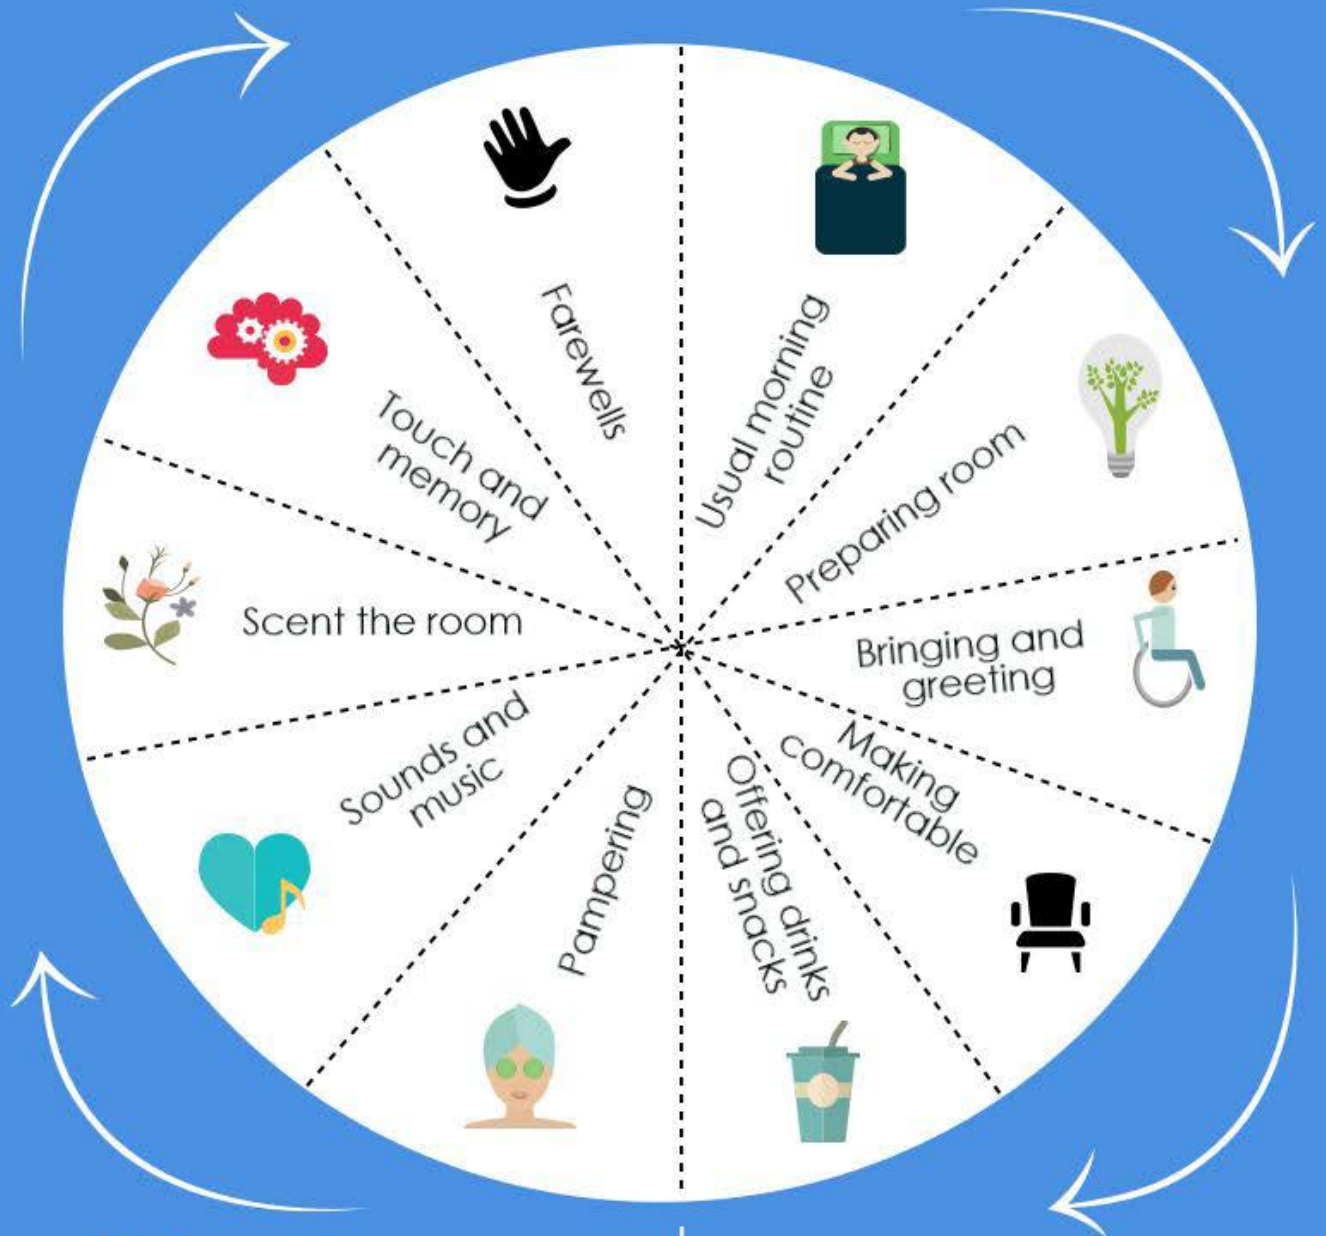 Usual morning
routine
Preparing room
Bringing and
greeting
Making
comfortable
Offering drinks
and snacks
Pampering
Sounds and
music
Scent the room
Touch and
memory
Farewells